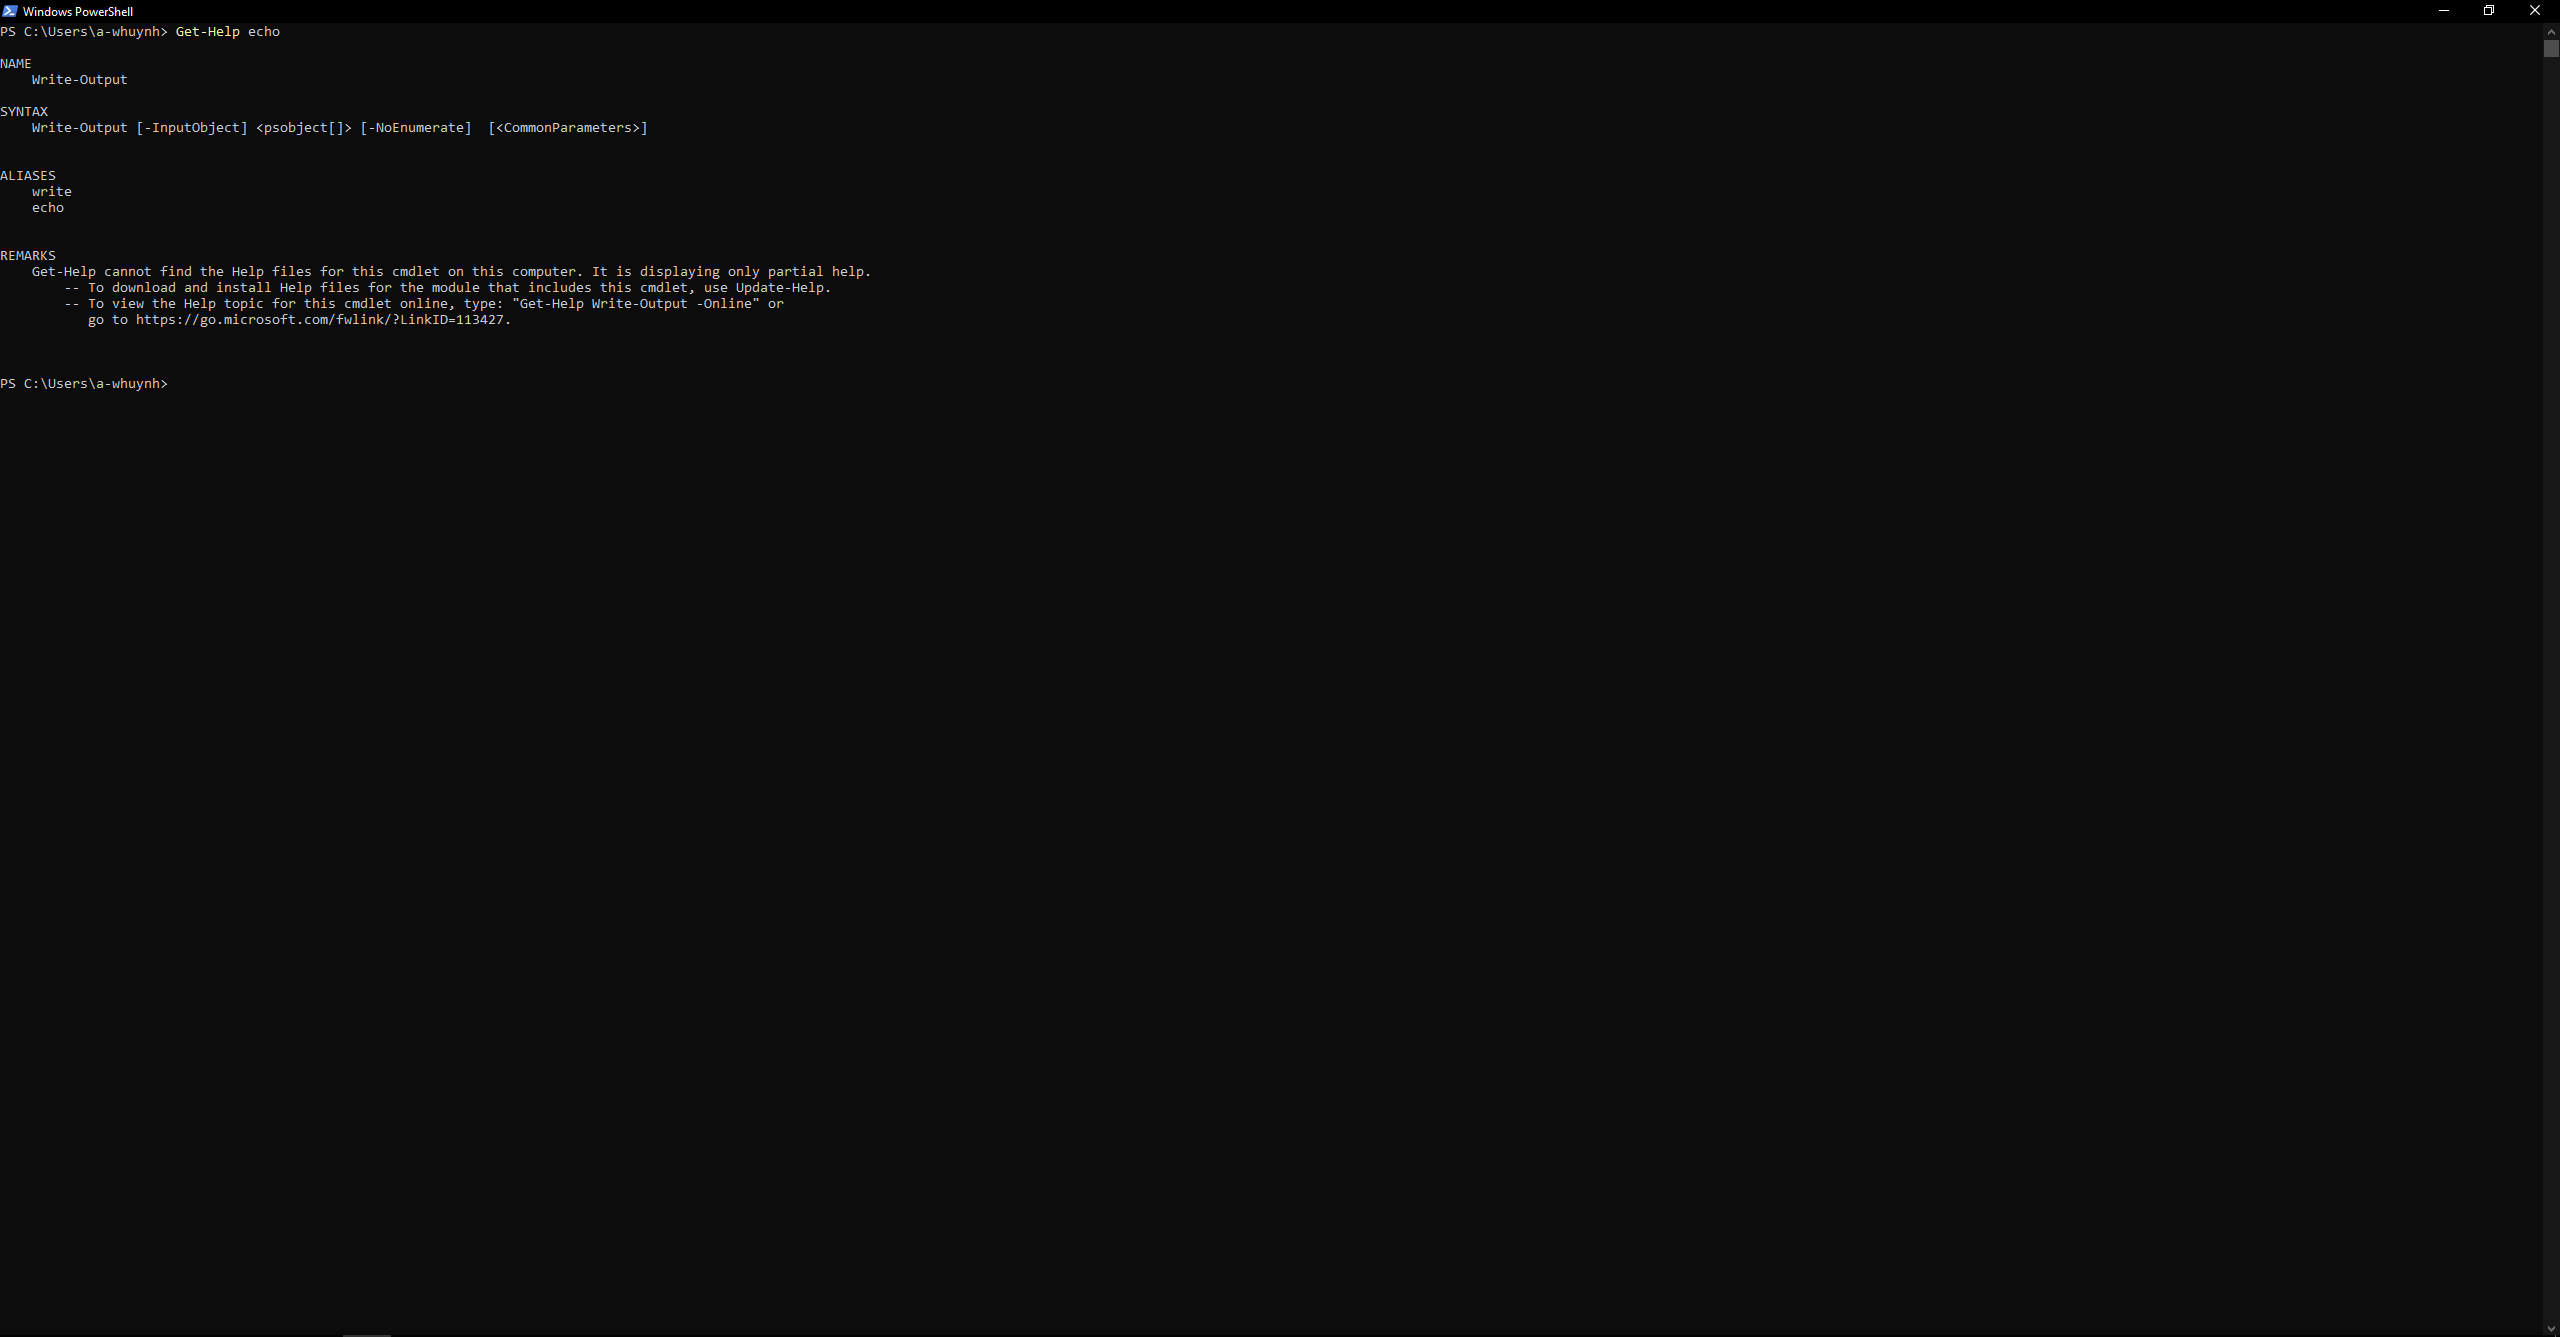 Windows PowerShell
PS C:\Users\a-whuynh> Get-Help echo
NAME
    Write-Output
SYNTAX
    Write-Output [-InputObject] <psobject[]> [-NoEnumerate]  [<CommonParameters>]
ALIASES
    write
    echo
REMARKS
    Get-Help cannot find the Help files for this cmdlet on this computer. It is displaying only partial help.
        -- To download and install Help files for the module that includes this cmdlet, use Update-Help.
        -- To view the Help topic for this cmdlet online, type: "Get-Help Write-Output -Online" or
           go to https://go.microsoft.com/fwlink/?LinkID=113427.
PS C:\Users\a-whuynh>